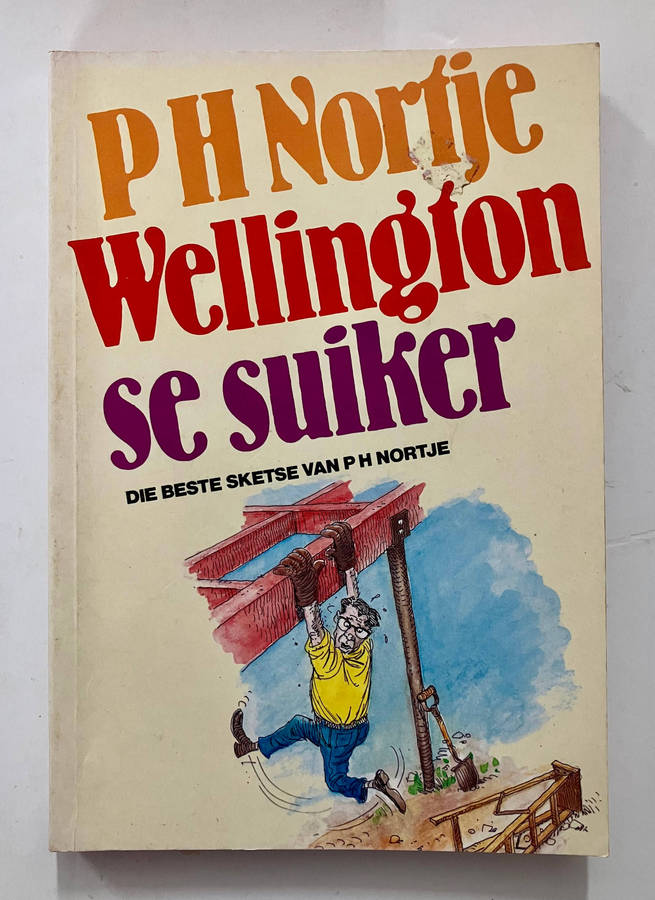 P H Nortje
Wellington
se suiker
DIE BESTE SKETSE VAN P H NORTJE